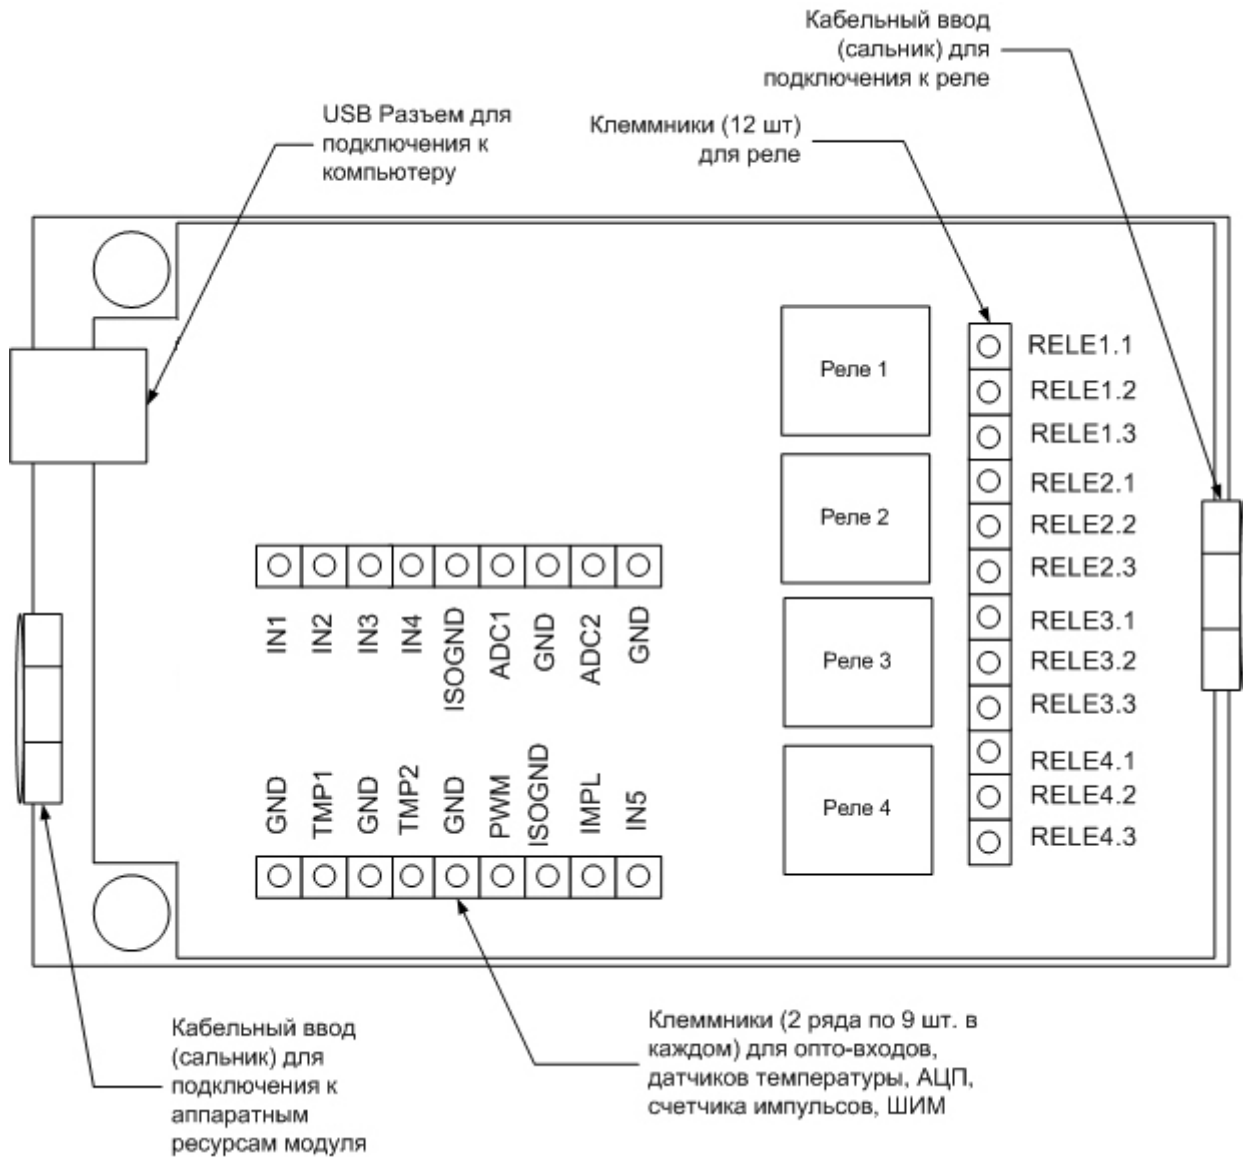 Кабельный ввод
(сальник) для
подключения к реле
USB Разъем для
подключения к
компьютеру
Клеммники (12 шт)
для реле
Реле 1
Реле 2
Реле 3
Реле 4
RELE1.1
RELE1.2
RELE1.3
RELE2.1
RELE2.2
RELE2.3
RELE3.1
RELE3.2
RELE3.3
RELE4.1
RELE4.2
RELE4.3
IN1
IN2
IN3
IN4
ISOGND
ADC1
GND
ADC2
GND
GND
TMP1
GND
TMP2
GND
PWM
ISOGND
IMPL
IN5
Кабельный ввод
(сальник) для
подключения к
аппаратным
ресурсам модуля
Клеммники (2 ряда по 9 шт. в
каждом) для опто-входов,
датчиков температуры, АЦП,
счетчика импульсов, ШИМ